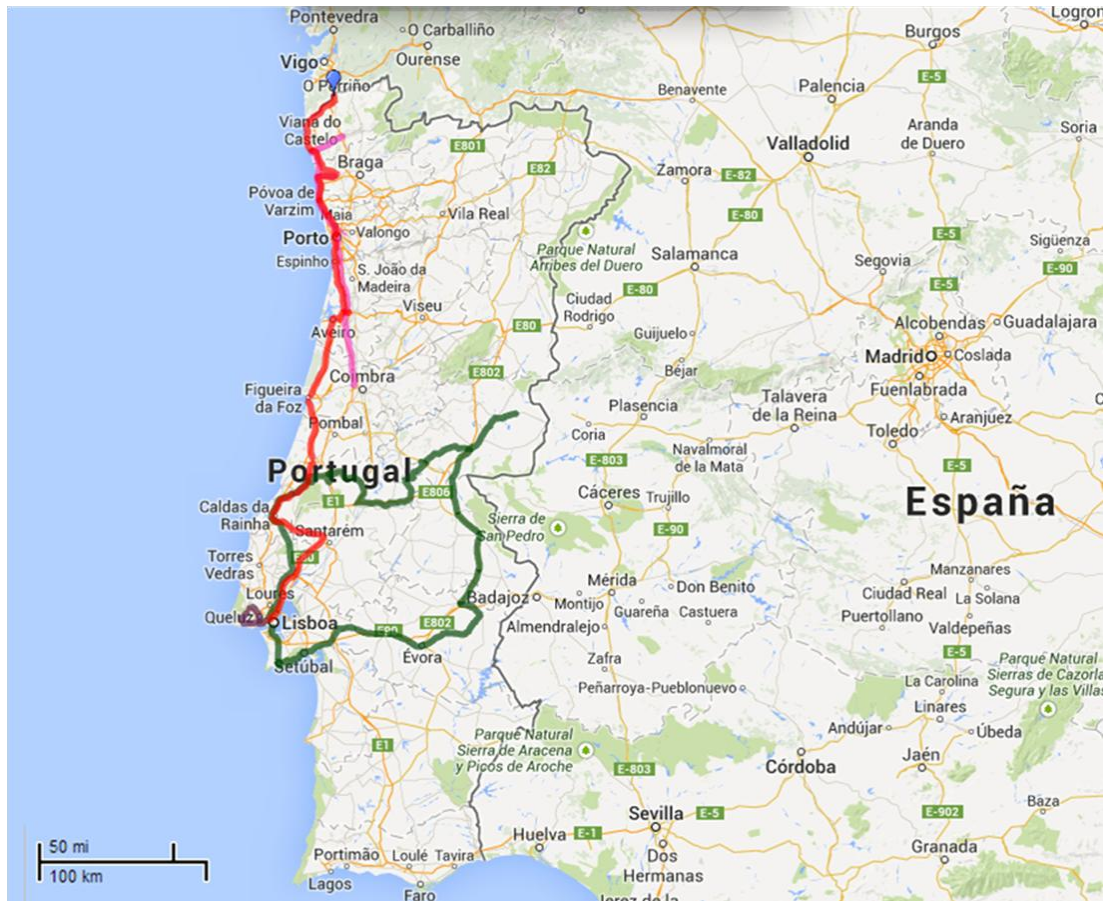 Pontevedra
O Carballiño
Logron
Burgos
Vigo
Ourense
E-5
O Porriño
Benavente
Palencia
Viana do
Castelo
Aranda
de Duero
Soria
E801
Valladolid
Braga
E82
Zamora
E-82
Póvoa de
Varzim
Maia
Vila Real
E-80
Porto
Valongo
Parque Natural
Arribes del Duero
E-5
Sigüenza
Espinho
Salamanca
Segovia
E-90
S. João da
Madeira
E-80
E-5
Viseu
Ciudad
Rodrigo
Aveiro
E80
Guijuelo
Alcobendas
Guadalajara
Madrid
Coslada
E802
Béjar
Coimbra
Fuenlabrada
Figueira
da Foz
Plasencia
Talavera
de la Reina
Aranjuez
Pombal
Coria
Toledo
Navalmoral
de la Mata
Portugal
E-803
E-5
E1
E806
Cáceres
Trujillo
España
Caldas da
Rainha
Santarém
Sierra de
San Pedro
E-90
Torres
Vedras
Manzanares
Loures
Badajoz
Mérida
Don Benito
Ciudad Real
La Solana
Queluz
Montijo
Guareña
Castuera
Puertollano
Lisboa
E802
Almendralejo
Valdepeñas
E90
Évora
Zafra
E-5
Setúbal
Parque Natural
Sierras de Cazorla
Segura y las Villas
Peñarroya-Pueblonuevo
La Carolina
Linares
Parque Natural
Sierra de Aracena
y Picos de Aroche
Andújar
Úbeda
E1
E-803
Córdoba
Jaén
Baza
Sevilla
E-5
E-902
50 mi
100 km
Huelva
E-1
Granada
Portimão
Loulé
Tavira
Dos
Hermanas
Lagos
Faro
Jerez de la